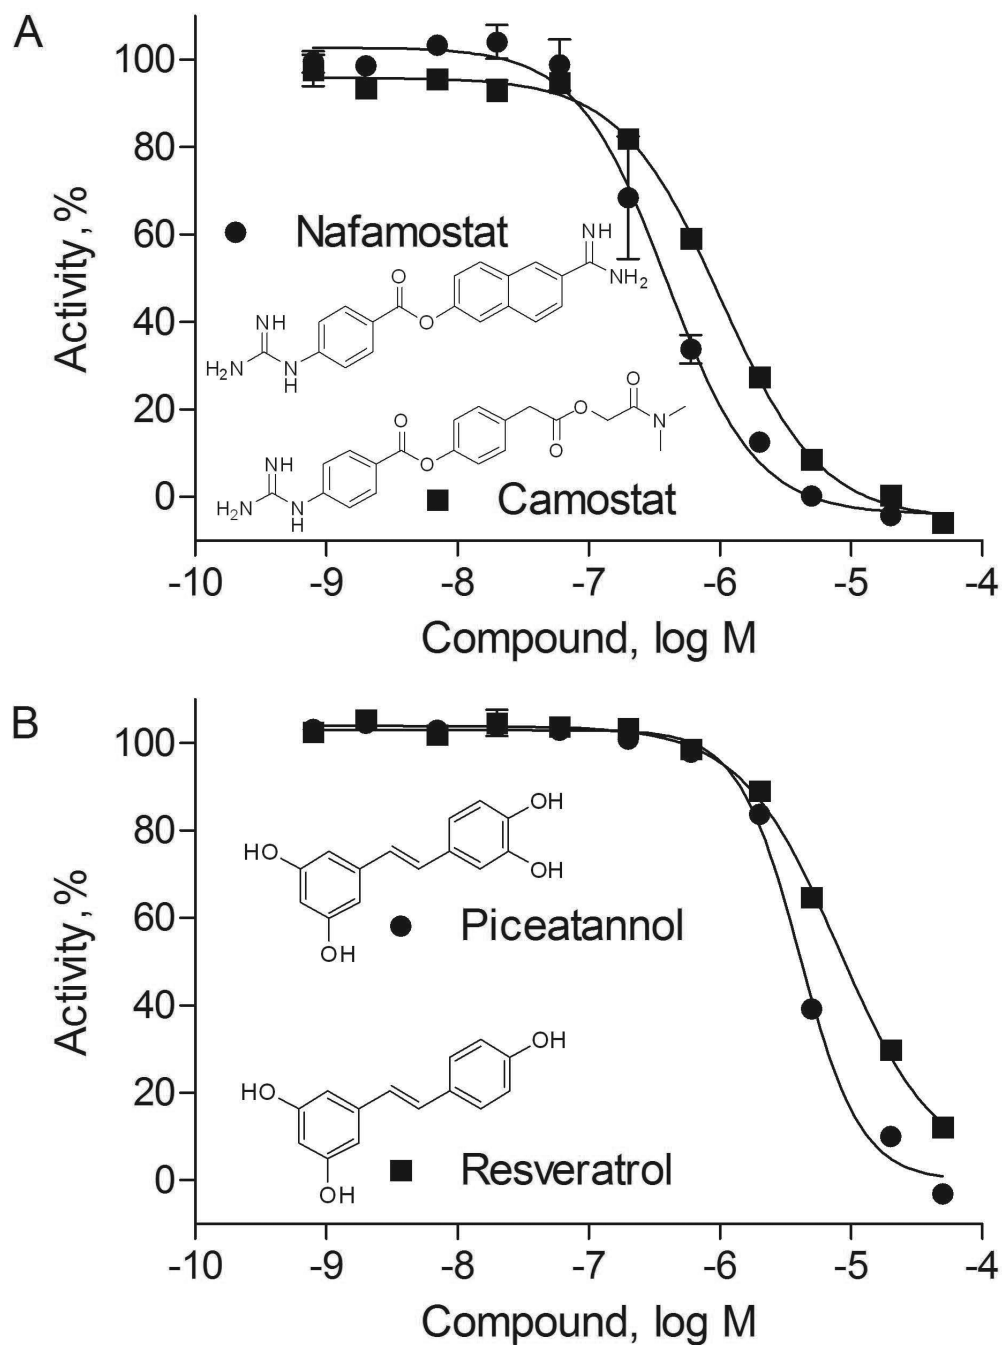 A
100
80
60
40
20
0
Activity, %
Nafamostat
NH
NH₂
O
O
NH
H₂N
N
H
Camostat
O
O
O
O
O
N
NH
H₂N
N
H
-10 -9 -8 -7 -6 -5 -4
Compound, log M
B
100
80
60
40
20
0
Activity, %
OH
HO
OH
OH
Piceatannol
OH
HO
OH
Resveratrol
-10 -9 -8 -7 -6 -5 -4
Compound, log M